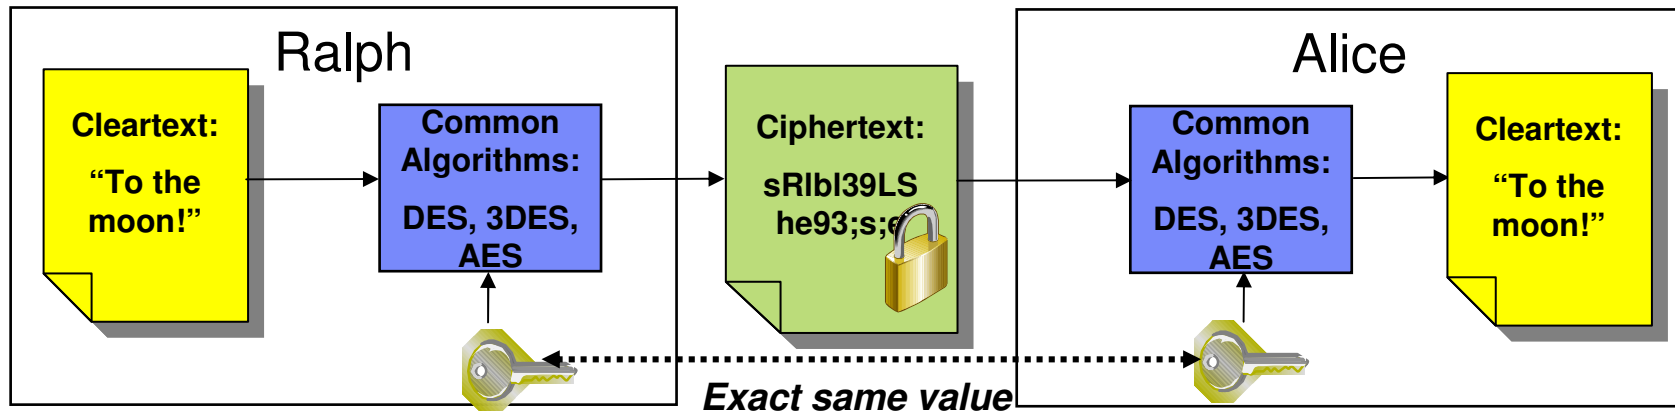 Ralph
Cleartext:
“To the
moon!”
Common
Algorithms:
DES, 3DES,
AES
Ciphertext:
sRlbl39LS
he93;s;e
Alice
Common
Algorithms:
DES, 3DES,
AES
Cleartext:
“To the
moon!”
Exact same value